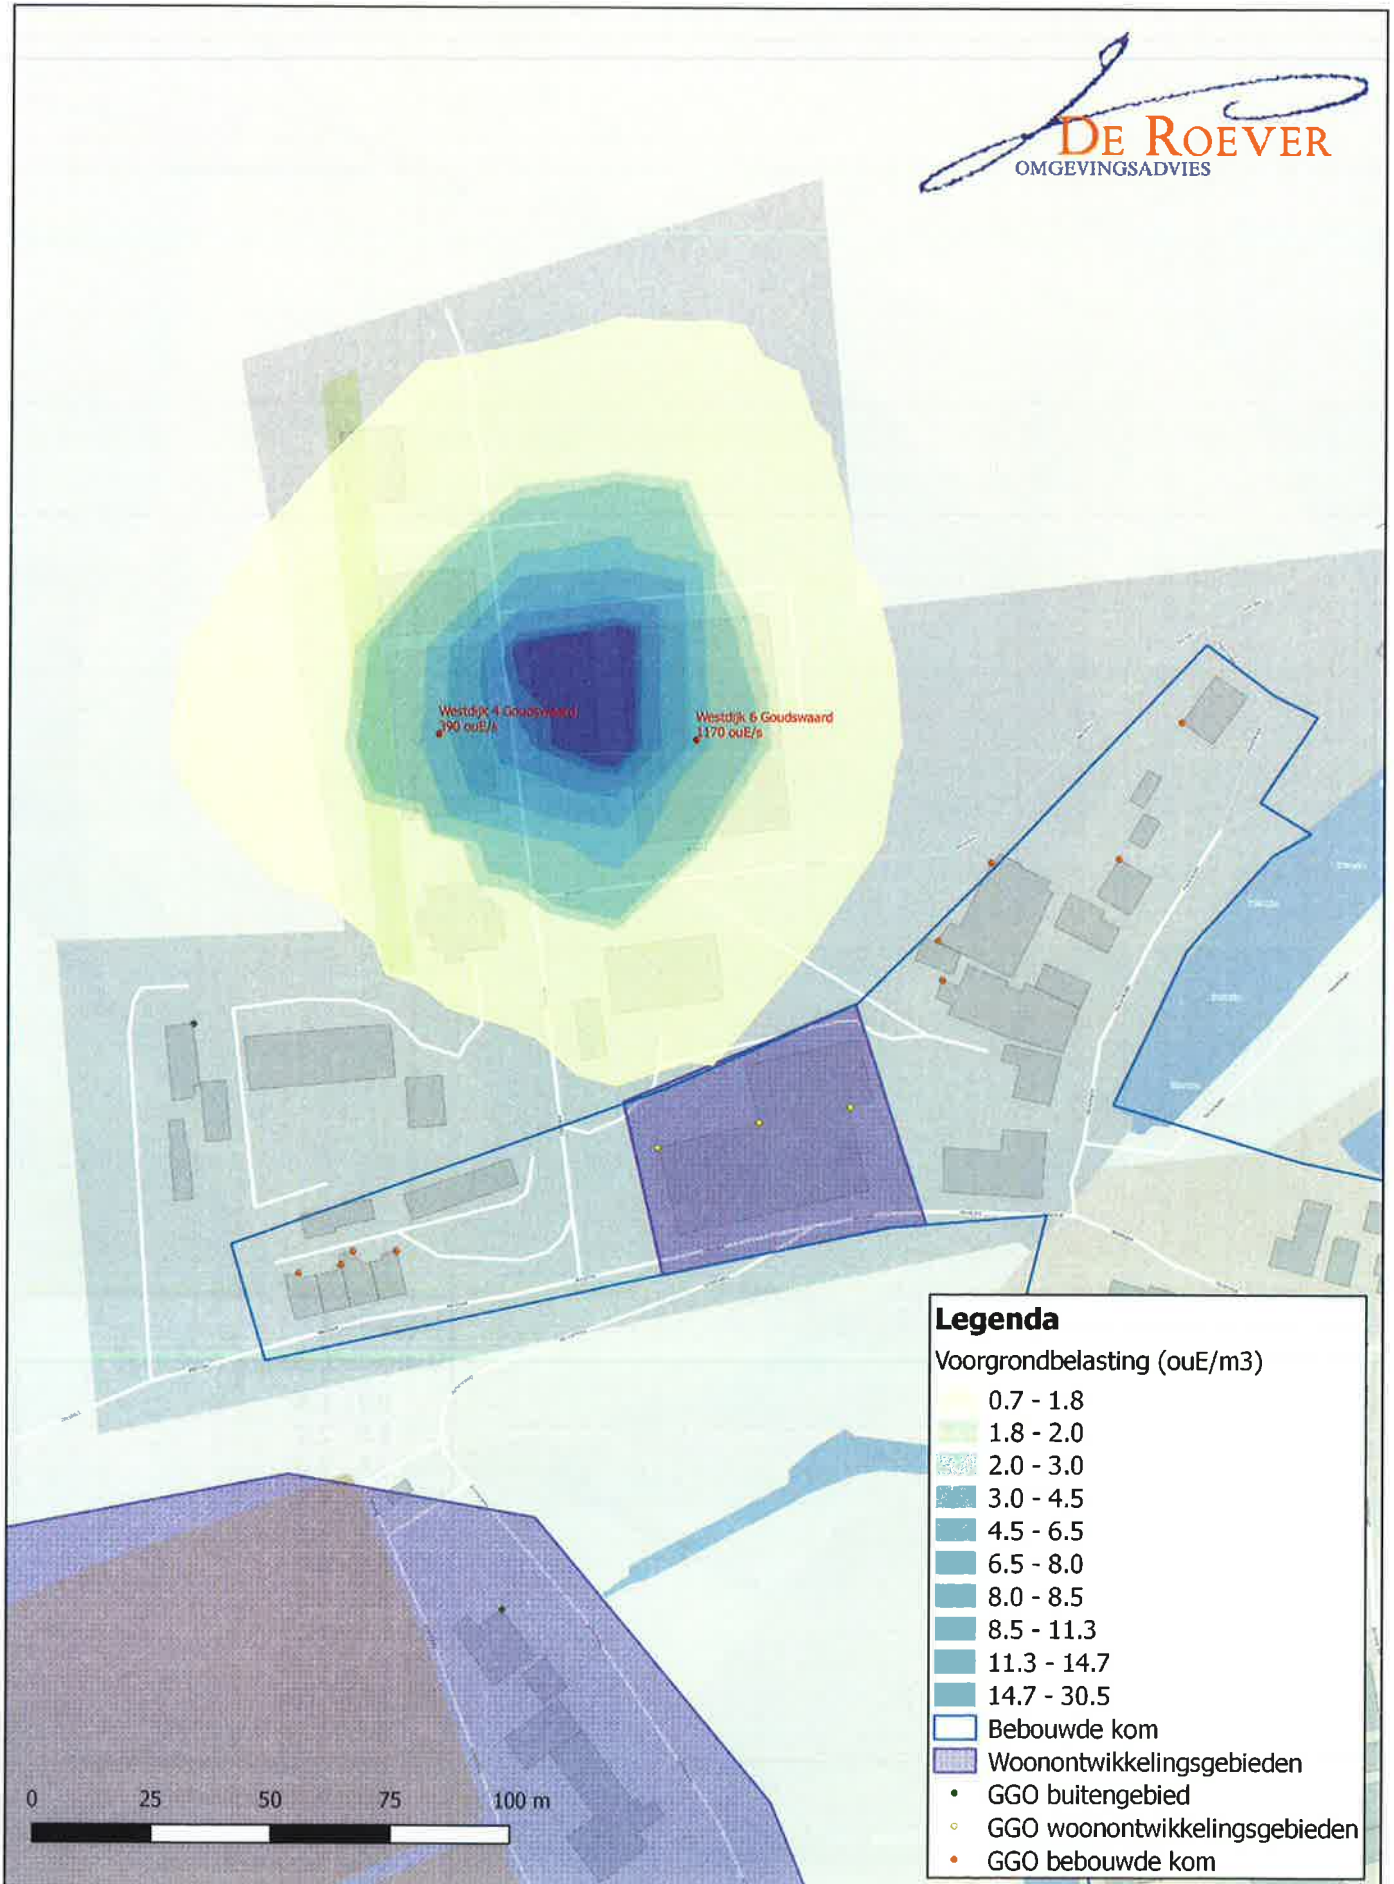 DE ROEVER
OMGEVINGSADVIES
Westdijk 4 Goudswaard
390 ouE/s
Westdijk 6 Goudswaard
1170 ouE/s
Legenda
Voorgrondbelasting (ouE/m3)
0.7 - 1.8
1.8 - 2.0
2.0 - 3.0
3.0 - 4.5
4.5 - 6.5
6.5 - 8.0
8.0 - 8.5
8.5 - 11.3
11.3 - 14.7
14.7 - 30.5
Bebouwde kom
Woonontwikkelingsgebieden
GGO buitengebied
GGO woonontwikkelingsgebieden
GGO bebouwde kom
0 25 50 75 100 m